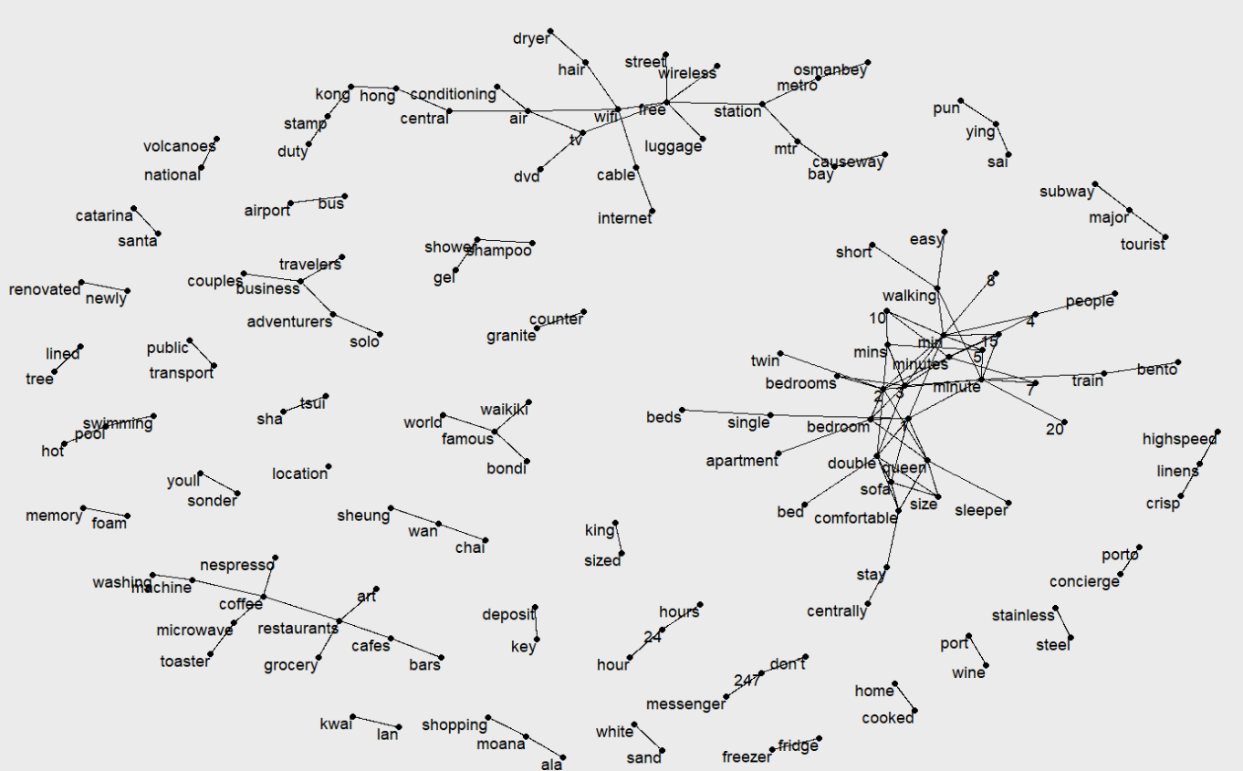 dryer
hair
street
wireless
osmanbey
metro
kong
hong
conditioning
central
air
wifi
free
station
stamp
duty
tv
luggage
mtr
causeway
bay
dvd
cable
internet
pun
ying
sai
volcanoes
national
subway
major
tourist
catarina
santa
airport
bus
shower
shampoo
gel
easy
short
travelers
couples
business
adventurers
solo
renovated
newly
walking
8
people
4
10
min
15
counter
granite
mins
minutes
5
lined
tree
public
transport
twin
bedrooms
2
3
minute
7
train
bento
tsui
sha
world
waikiki
famous
bondi
beds
single
bedroom
1
20
swimming
pool
hot
highspeed
linens
crisp
apartment
double
queen
sofa
size
sleeper
bed
comfortable
location
youll
sonder
memory
foam
sheung
wan
chai
king
sized
stay
centrally
porto
concierge
nespresso
washing
machine
coffee
art
microwave
restaurants
toaster
grocery
cafes
bars
deposit
key
hours
24
hour
stainless
steel
port
wine
don't
247
messenger
home
cooked
kwai
lan
shopping
moana
ala
white
sand
fridge
freezer